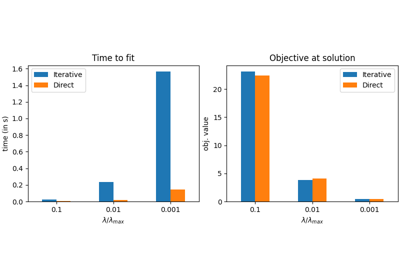 Time to fit
Iterative
Direct
1.6
1.4
1.2
1.0
0.8
0.6
0.4
0.2
0.0
time (in s)
0.1 0.01 0.001
λ/λmax
Objective at solution
Iterative
Direct
20
15
10
5
0
obj. value
0.1 0.01 0.001
λ/λmax